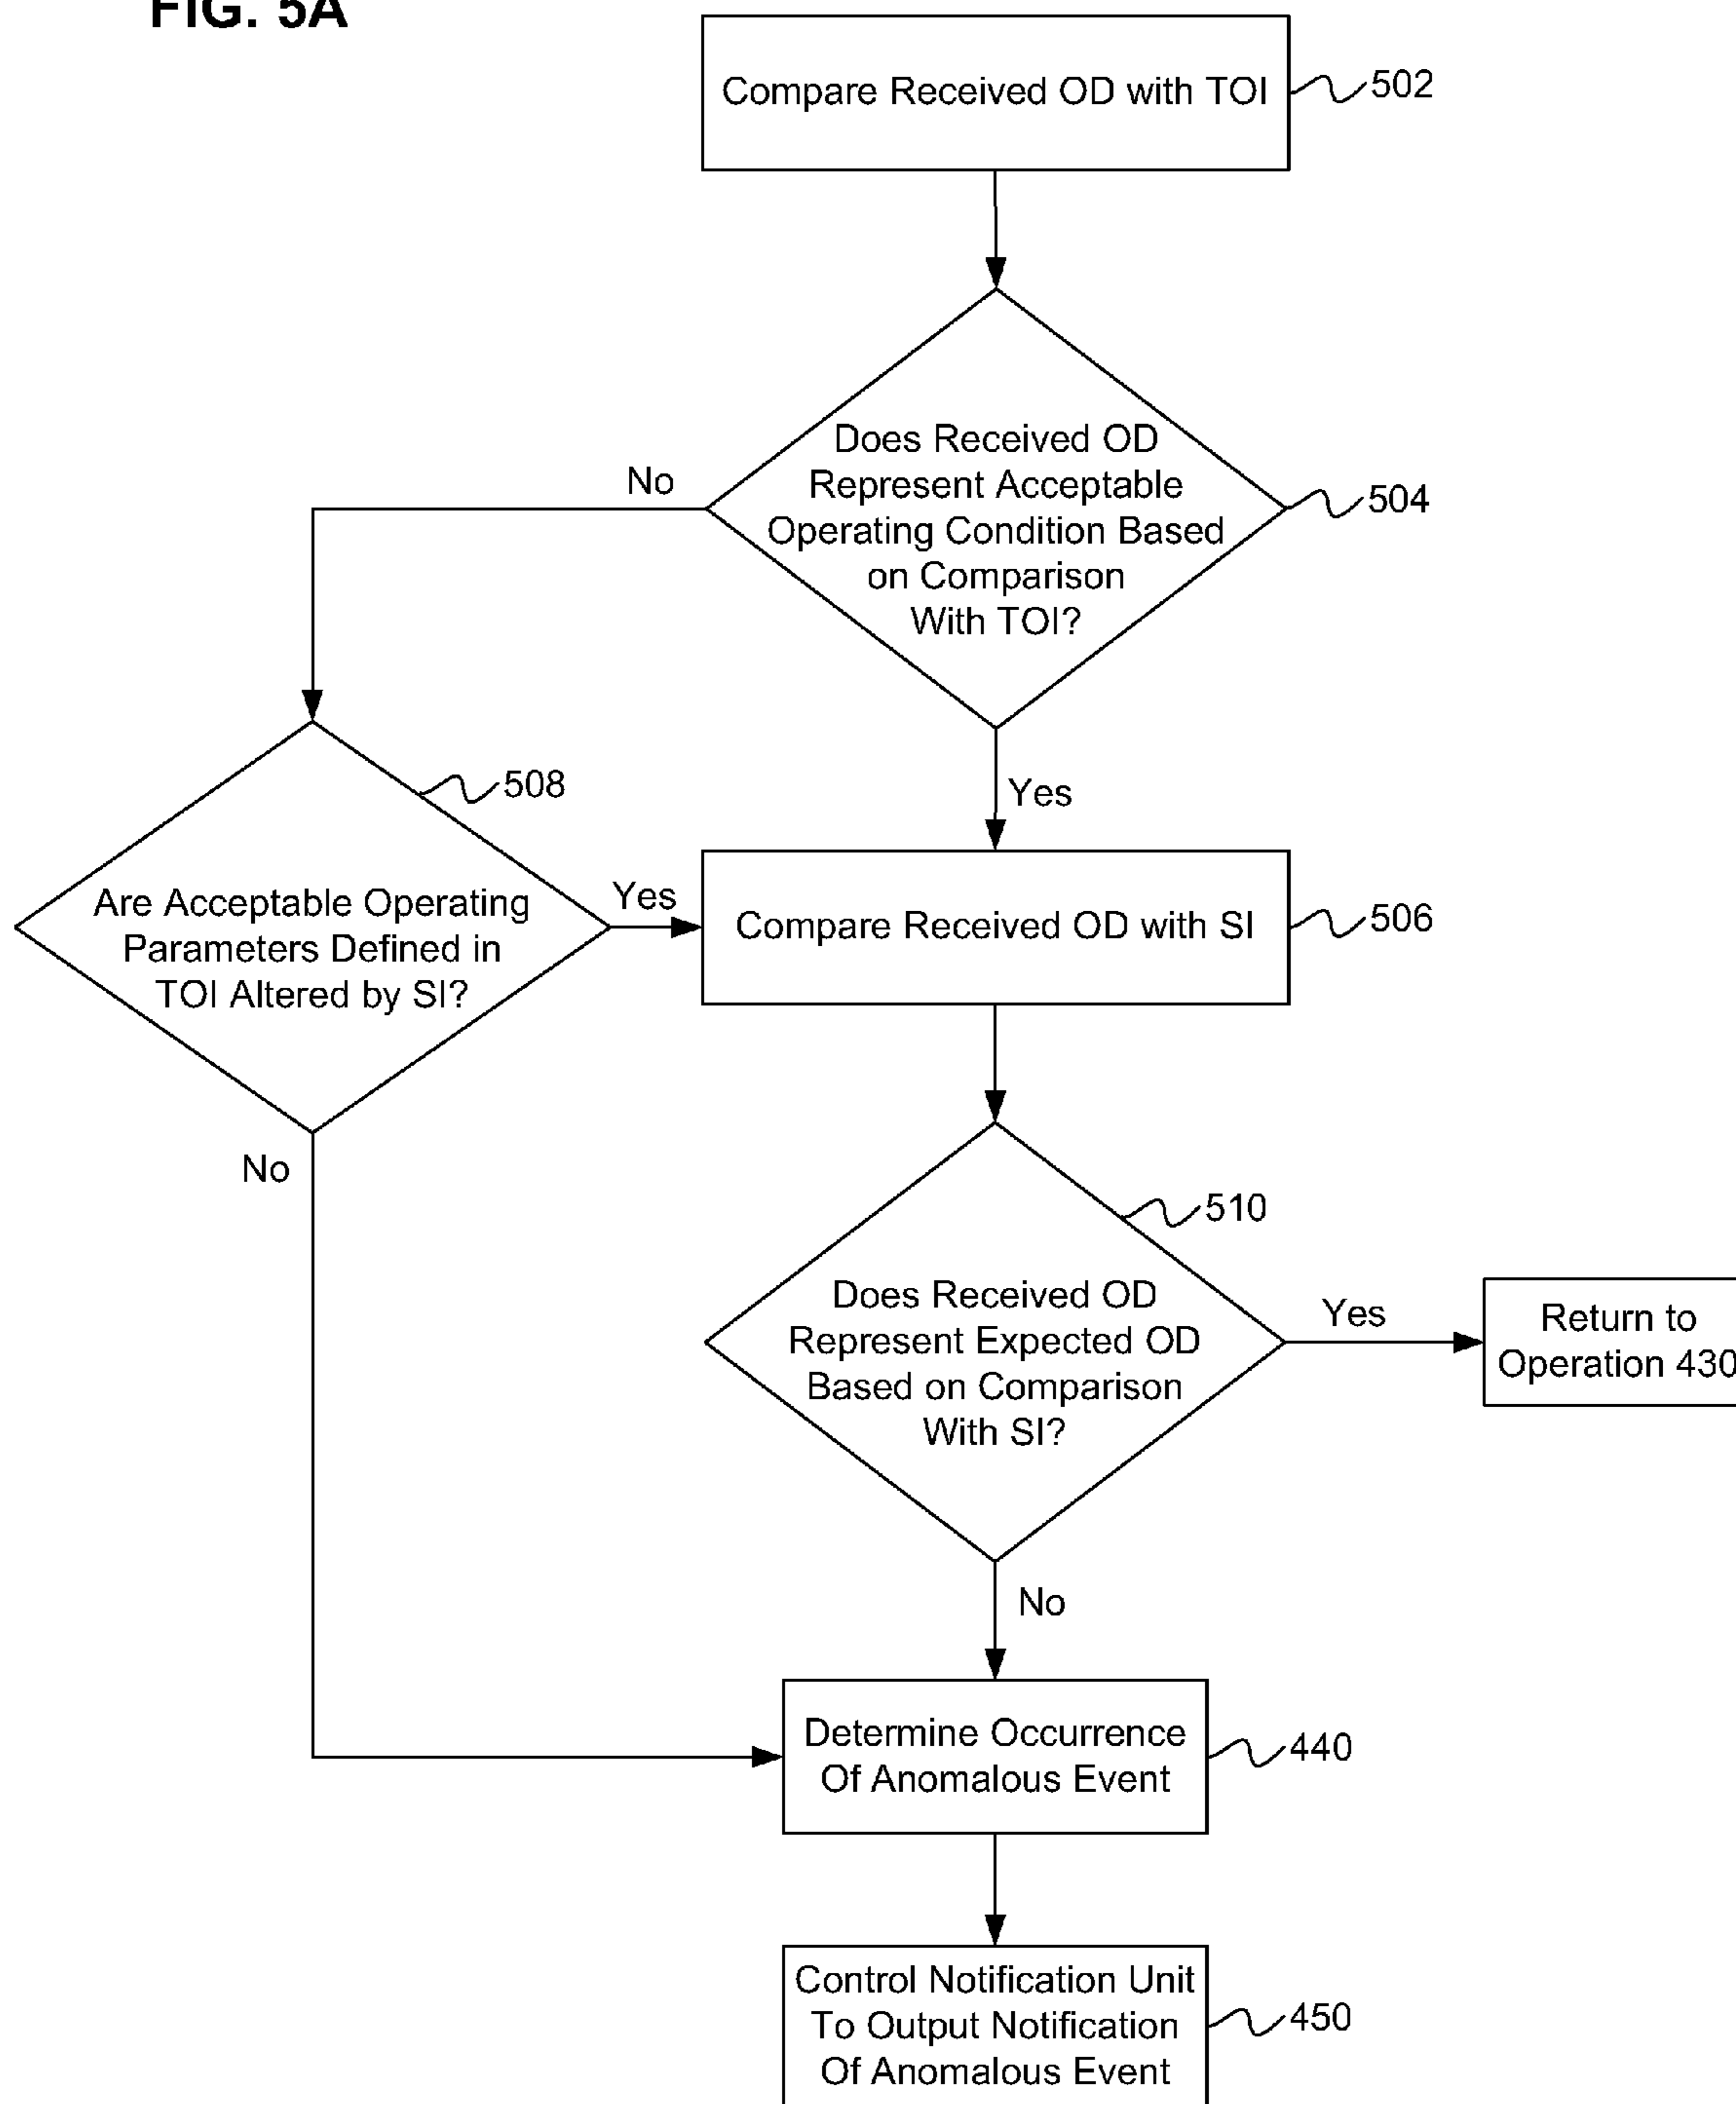 FIG. 5A
Compare Received OD with TOI
502
Does Received OD
Represent Acceptable
Operating Condition Based
on Comparison
With TOI?
504
No
Yes
508
Are Acceptable Operating
Parameters Defined in
TOI Altered by SI?
Yes
Compare Received OD with SI
506
No
510
Does Received OD
Represent Expected OD
Based on Comparison
With SI?
Yes
Return to
Operation 430
No
Determine Occurrence
Of Anomalous Event
440
Control Notification Unit
To Output Notification
Of Anomalous Event
450